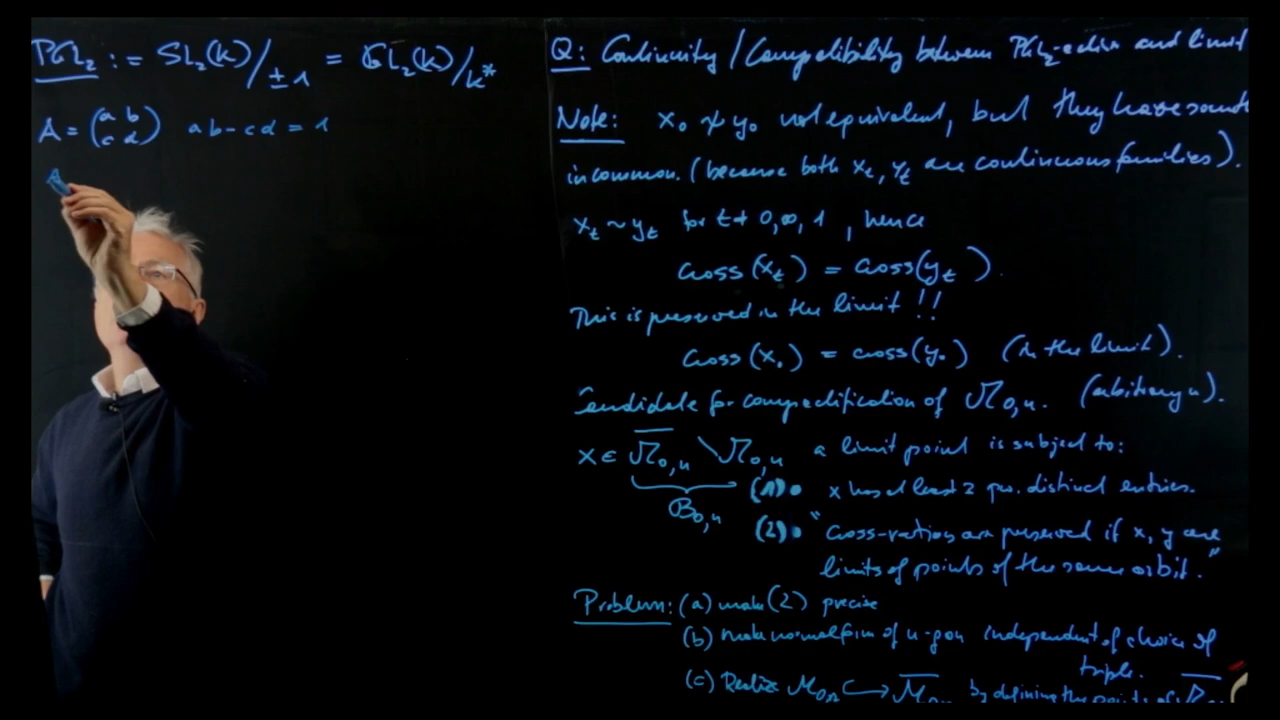 PGL₂ := SL₂(k)/±1 = GL₂(k)/k*
A = (a b
c d) ab-cd = 1
A
Q: Continuity / Compatibility between PGL₂-action and limit
Note: x₀ ≁ y₀ not equivalent, but they have
in common. (because both xₜ, yₜ are continuous families).
xₜ ~ yₜ for t ≠ 0, ∞, 1, hence
cross(xₜ) = cross(yₜ).
This is preserved in the limit !!
cross(x₀) = cross(y₀) (in the limit).
Candidate for compactification of M₀,ₙ. (arbitrary n).
x ∈ M̅₀,ₙ \ M₀,ₙ a limit point is subject to:
(1) • x has at least 2 pw. distinct entries.
B₀,ₙ
(2) • "Cross-ratios are preserved if x, y are
limits of points of the same orbit."
Problem: (a) make (2) precise
(b) make normal form of n-gon independent of choice of
triple.
(c) Realize M₀,ₙ ↪ M̅₀,ₙ by defining the points of